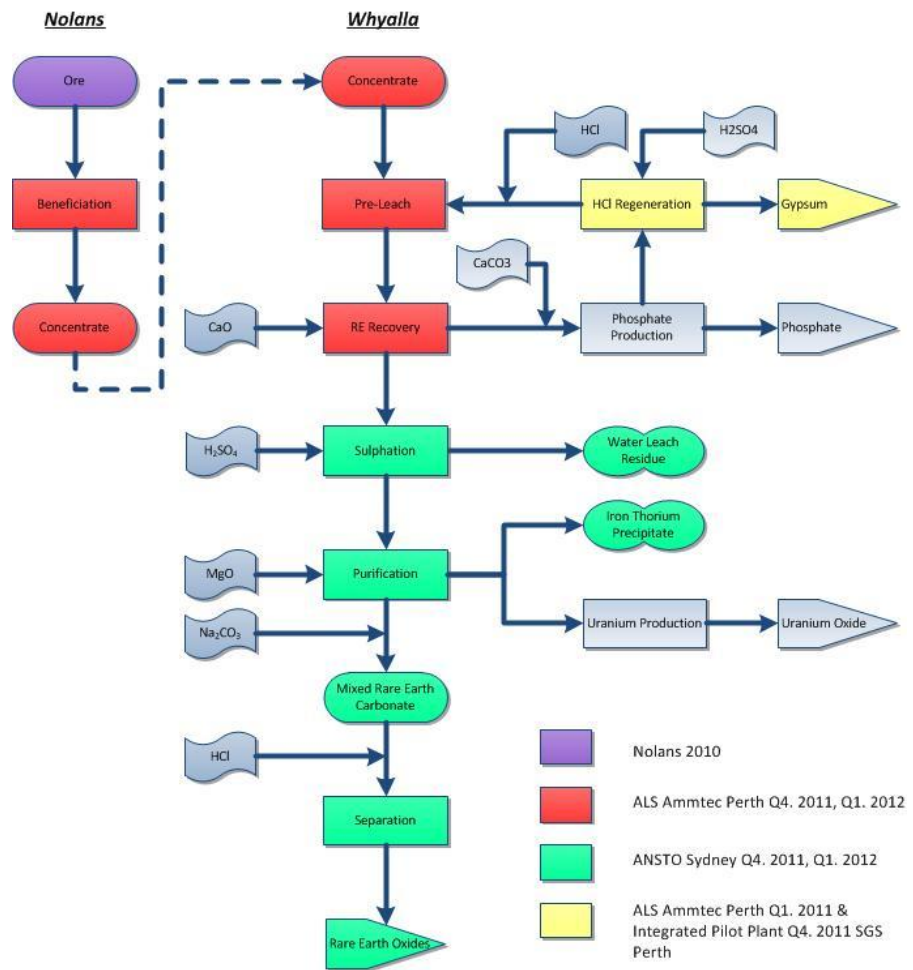 Nolans
Whyalla
Ore
Concentrate
HCl
H2SO4
Beneficiation
Pre-Leach
HCl Regeneration
Gypsum
CaCO3
Concentrate
CaO
RE Recovery
Phosphate
Production
Phosphate
H₂SO₄
Sulphation
Water Leach
Residue
Iron Thorium
Precipitate
MgO
Purification
Na₂CO₃
Uranium Production
Uranium Oxide
Mixed Rare Earth
Carbonate
HCl
Separation
Rare Earth Oxides
Nolans 2010
ALS Ammtec Perth Q4. 2011, Q1. 2012
ANSTO Sydney Q4. 2011, Q1. 2012
ALS Ammtec Perth Q1. 2011 &
Integrated Pilot Plant Q4. 2011 SGS
Perth